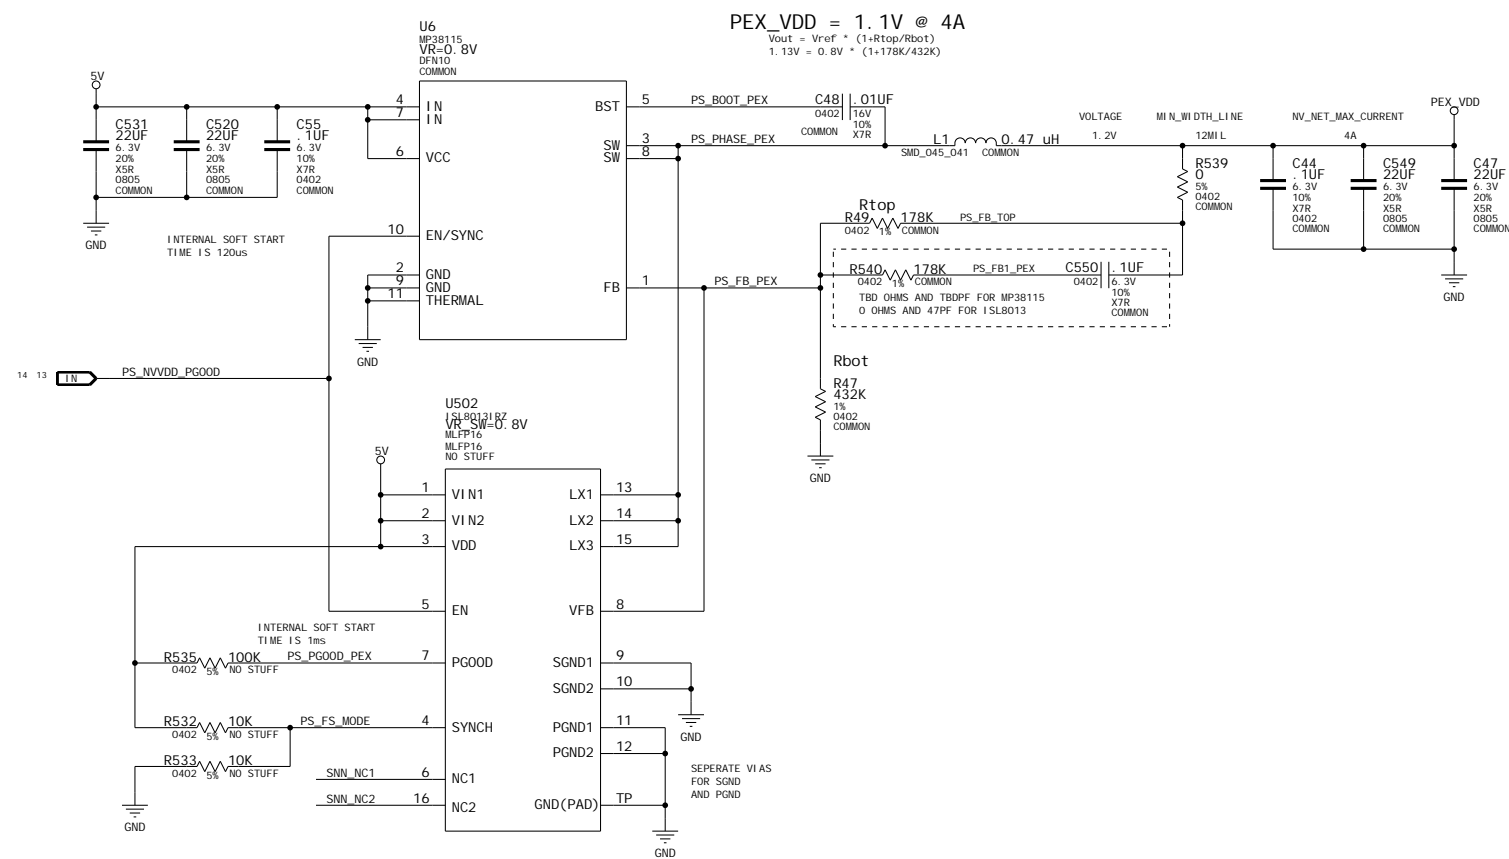 PEX_VDD = 1.1V @ 4A
Vout = Vref * (1+Rtop/Rbot)
1.13V = 0.8V * (1+178K/432K)
U6
MP38115
VR=0.8V
DFN10
COMMON
5V
C531
22UF
6.3V
20%
X5R
0805
COMMON
C520
22UF
6.3V
20%
X5R
0805
COMMON
C55
.1UF
6.3V
10%
X7R
0402
COMMON
GND
INTERNAL SOFT START
TIME IS 120us
4 IN
7 IN
6 VCC
10 EN/SYNC
2 GND
9 GND
11 THERMAL
GND
BST 5 PS_BOOT_PEX
SW 3 PS_PHASE_PEX
SW 8
FB 1 PS_FB_PEX
C48 .01UF
0402 16V
10%
COMMON X7R
L1 0.47 uH
SMD_045_041 COMMON
VOLTAGE MIN_WIDTH_LINE NV_NET_MAX_CURRENT
1.2V 12MIL 4A
PEX_VDD
R539
0
5%
0402
COMMON
C44
.1UF
6.3V
10%
X7R
0402
COMMON
C549
22UF
6.3V
20%
X5R
0805
COMMON
C47
22UF
6.3V
20%
X5R
0805
COMMON
GND
Rtop
R49 178K PS_FB_TOP
0402 1% COMMON
R540 178K PS_FB1_PEX C550 .1UF
0402 1% COMMON 0402 6.3V
10%
X7R
COMMON
TBD OHMS AND TBDPF FOR MP38115
0 OHMS AND 47PF FOR ISL8013
Rbot
R47
432K
1%
0402
COMMON
GND
14 13 IN PS_NVVDD_PGOOD
U502
ISL8013IRZ
VR_SW=0.8V
MLFP16
MLFP16
NO STUFF
5V
1 VIN1
2 VIN2
3 VDD
5 EN
7 PGOOD
4 SYNCH
6 NC1
16 NC2
LX1 13
LX2 14
LX3 15
VFB 8
SGND1 9
SGND2 10
PGND1 11
PGND2 12
GND(PAD) TP
INTERNAL SOFT START
TIME IS 1ms
R535 100K PS_PGOOD_PEX
0402 5% NO STUFF
R532 10K PS_FS_MODE
0402 5% NO STUFF
R533 10K
0402 5% NO STUFF
SNN_NC1
SNN_NC2
GND
GND
SEPERATE VIAS
FOR SGND
AND PGND
GND